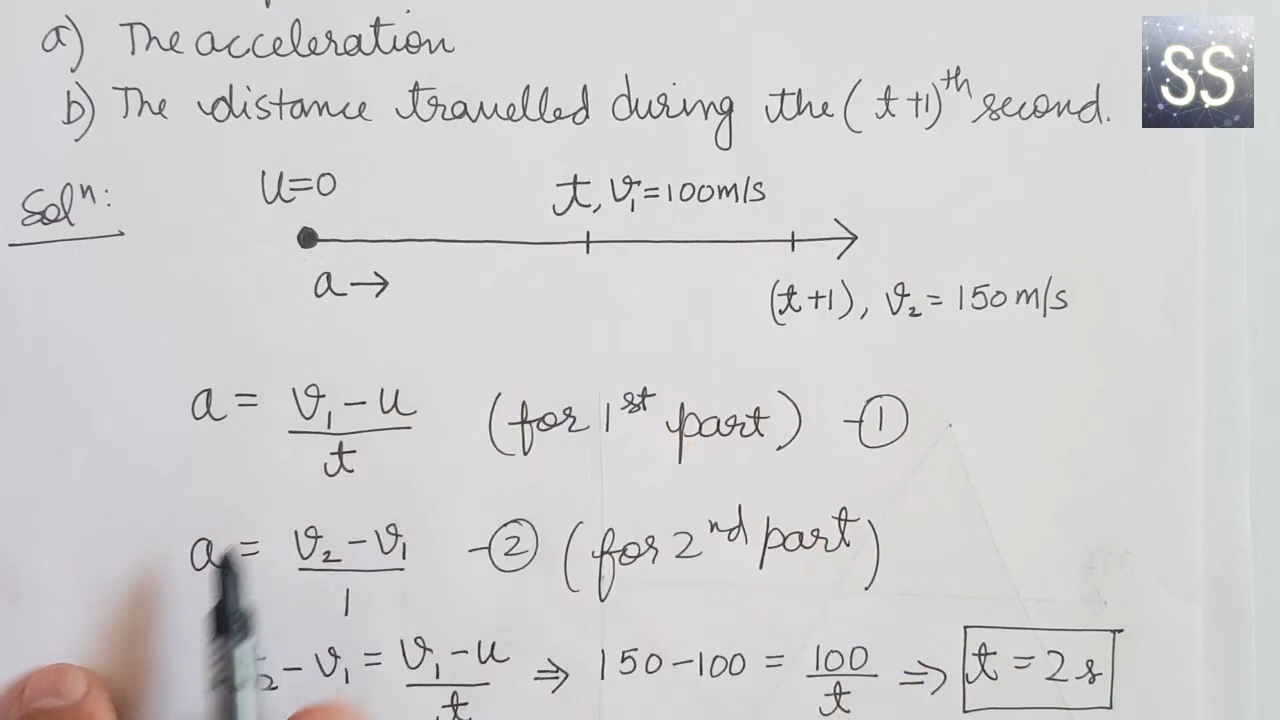 a) The acceleration
b) The distance travelled during the (t+1)th second.
SS
Solⁿ:
u=0
t, v₁=100m/s
a→
(t+1), v₂ = 150 m/s
a = (v₁ - u)/t (for 1st part) -①
a = (v₂ - v₁)/1 -② (for 2nd part)
₂ - v₁ = (v₁ - u)/t ⇒ 150-100 = 100/t ⇒ t = 2s